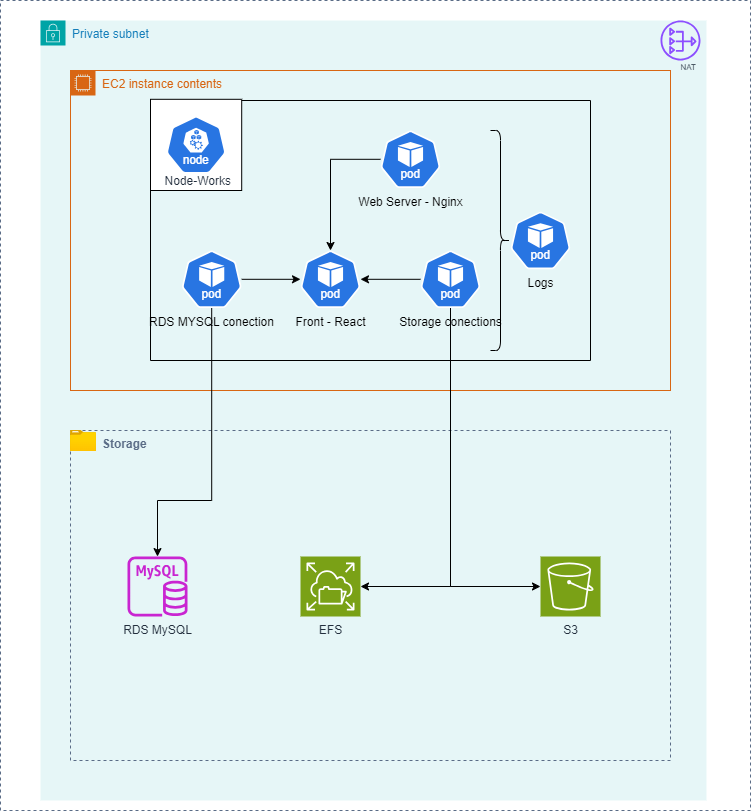 Private subnet
NAT
EC2 instance contents
node
Node-Works
pod
Web Server - Nginx
pod
Logs
pod
RDS MYSQL conection
pod
Front - React
pod
Storage conections
Storage
MySQL
RDS MySQL
EFS
S3